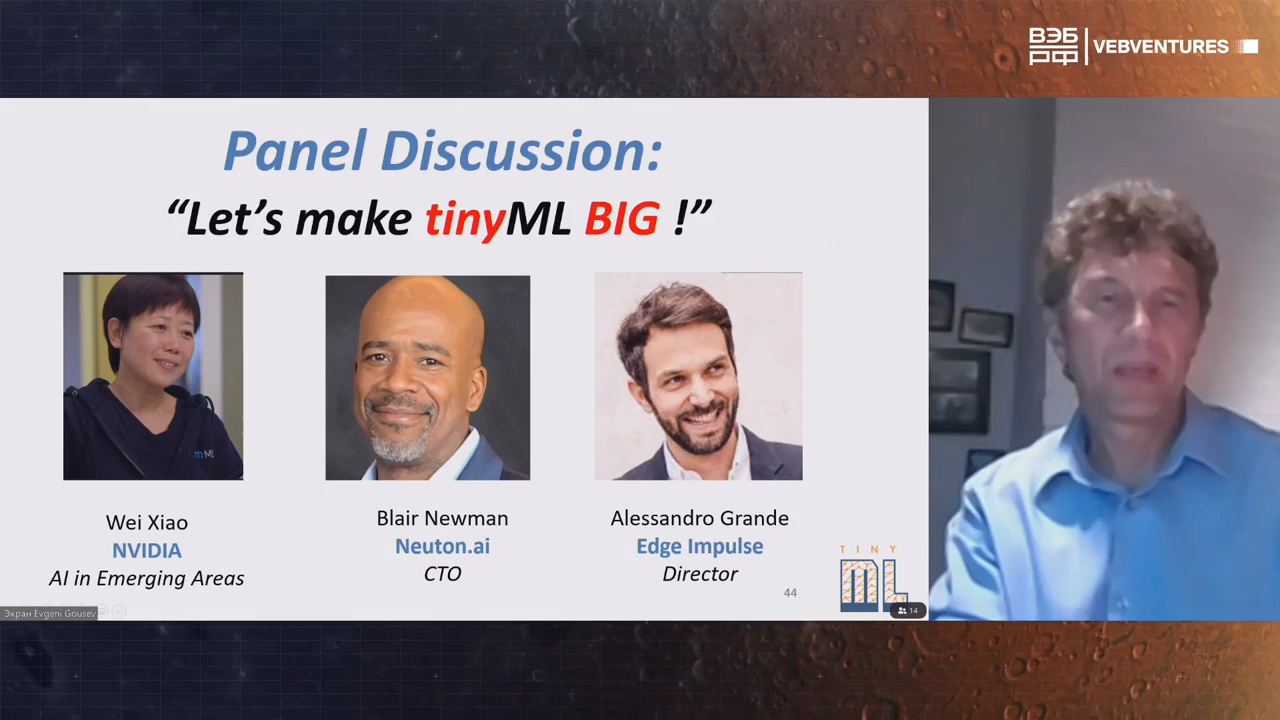 ВЭБ
РФ
VEBVENTURES
Panel Discussion:
“Let’s make tinyML BIG !”
Wei Xiao
NVIDIA
AI in Emerging Areas
Blair Newman
Neuton.ai
CTO
Alessandro Grande
Edge Impulse
Director
44
TINY
ML
14
Экран Evgeni Gousev